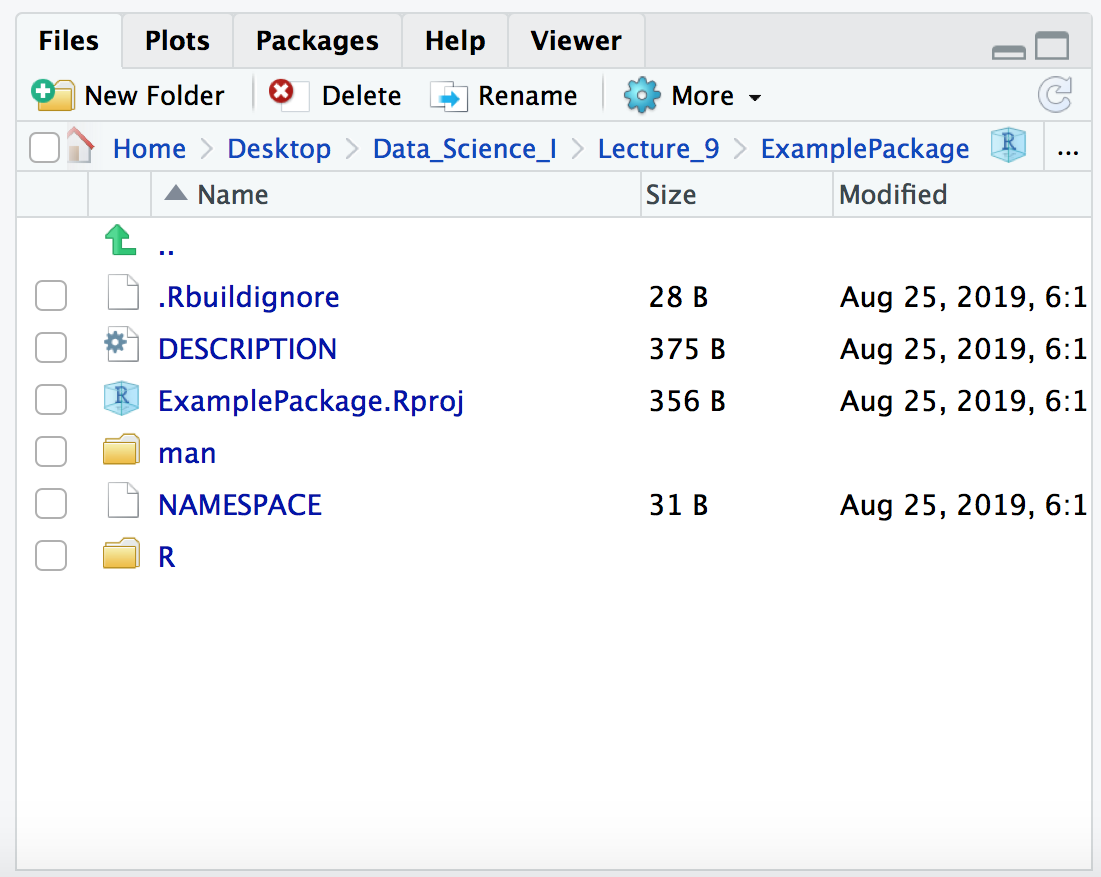 Files Plots Packages Help Viewer
New Folder Delete Rename More
Home Desktop Data_Science_I Lecture_9 ExamplePackage R ...
Name Size Modified
..
.Rbuildignore 28 B Aug 25, 2019, 6:1
DESCRIPTION 375 B Aug 25, 2019, 6:1
R ExamplePackage.Rproj 356 B Aug 25, 2019, 6:1
man
NAMESPACE 31 B Aug 25, 2019, 6:1
R